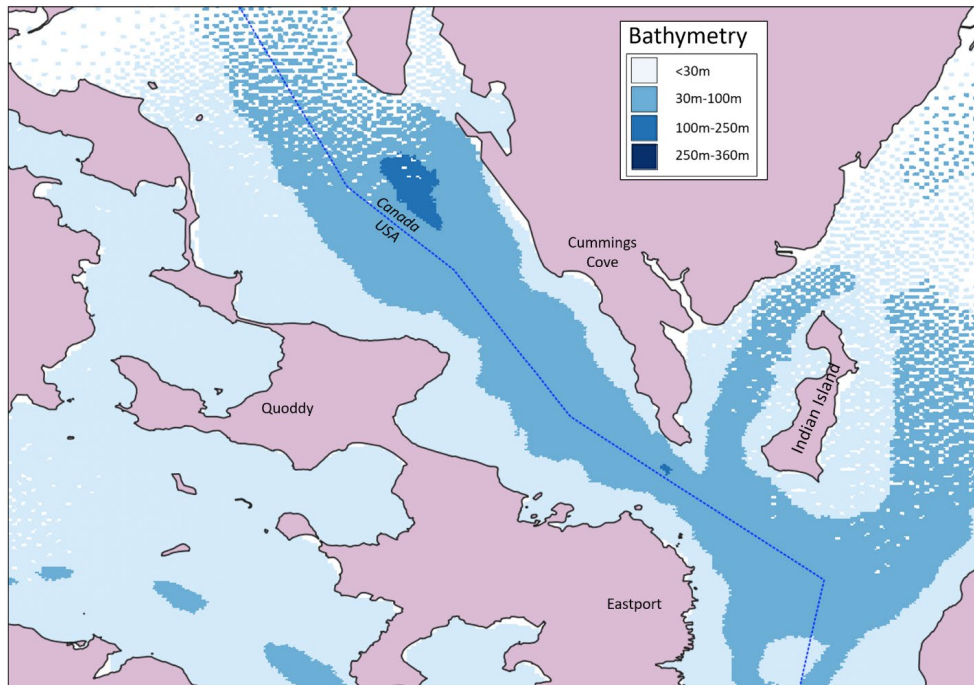 Bathymetry
<30m
30m-100m
100m-250m
250m-360m
Canada
USA
Cummings
Cove
Indian Island
Quoddy
Eastport